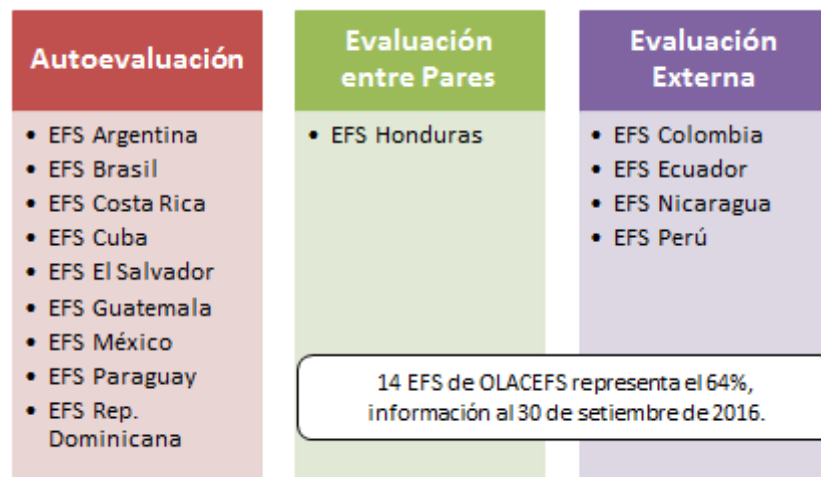 Autoevaluación
• EFS Argentina
• EFS Brasil
• EFS Costa Rica
• EFS Cuba
• EFS El Salvador
• EFS Guatemala
• EFS México
• EFS Paraguay
• EFS Rep.
Dominicana
Evaluación
entre Pares
• EFS Honduras
Evaluación
Externa
• EFS Colombia
• EFS Ecuador
• EFS Nicaragua
• EFS Perú
14 EFS de OLACEFS representa el 64%,
información al 30 de setiembre de 2016.